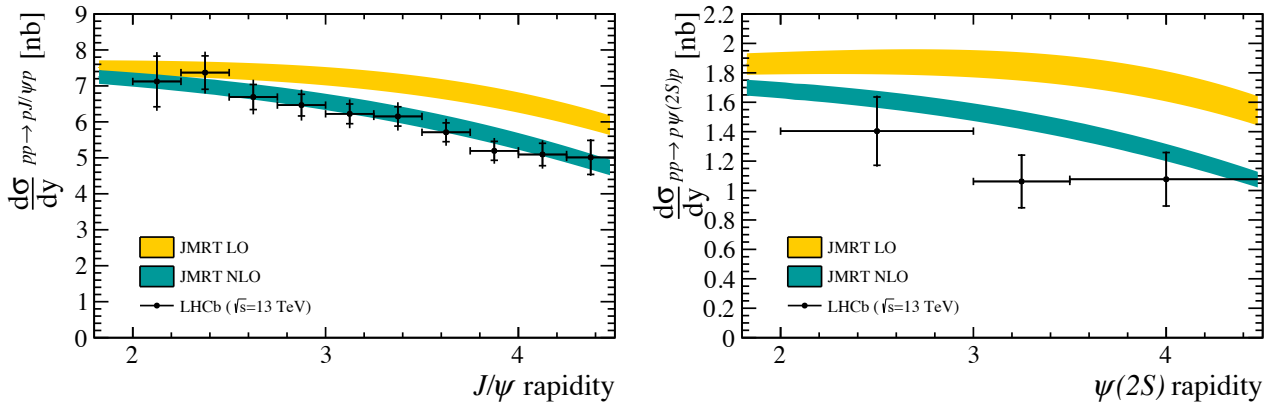 dσ/dy pp→ pJ/ψp [nb]
9
8
7
6
5
4
3
2
1
0
JMRT LO
JMRT NLO
LHCb (√s=13 TeV)
2 3 4
J/ψ rapidity
dσ/dy pp→ pψ(2S)p [nb]
2.2
2
1.8
1.6
1.4
1.2
1
0.8
0.6
0.4
0.2
0
JMRT LO
JMRT NLO
LHCb (√s=13 TeV)
2 3 4
ψ(2S) rapidity